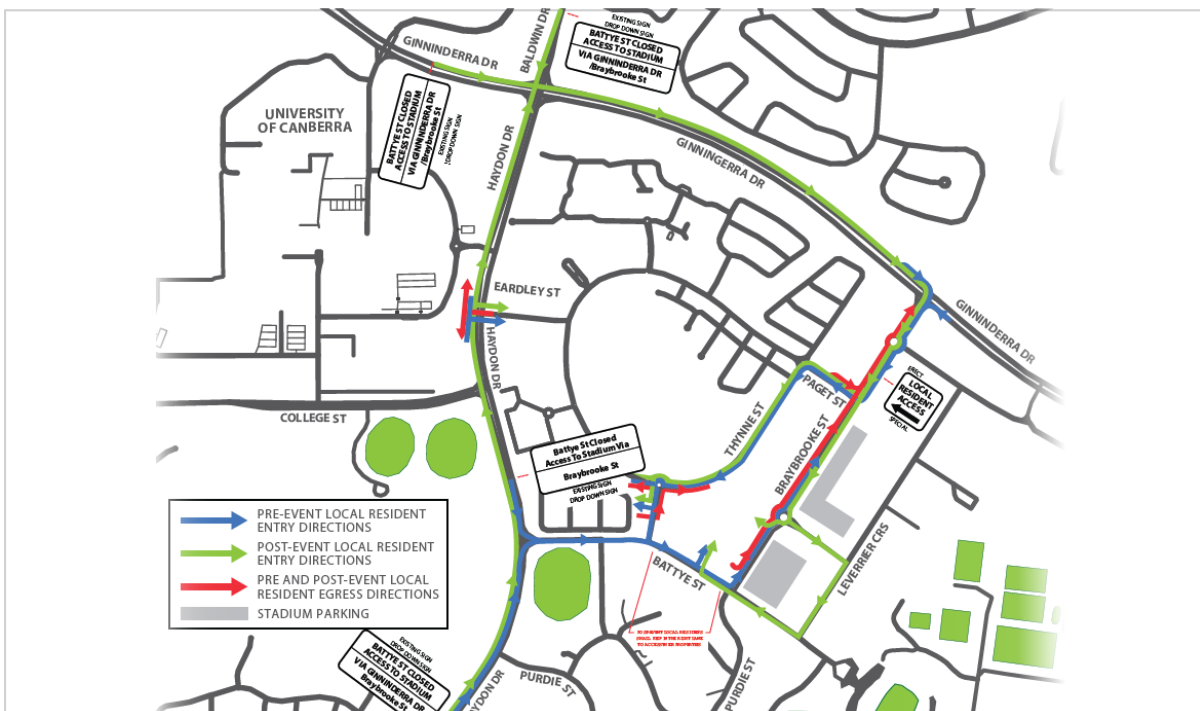 GINNINDERRA DR
BALDWIN DR
EXISTING SIGN
DROP DOWN SIGN
BATTYE ST CLOSED
ACCESS TO STADIUM
VIA GINNINDERRA DR
/Braybrooke St
UNIVERSITY
OF CANBERRA
BATTYE ST CLOSED
ACCESS TO STADIUM
VIA GINNINDERRA DR
/Braybrooke St
EXISTING SIGN
DROP DOWN SIGN
HAYDON DR
GINNINGERRA DR
EARDLEY ST
GINNINDERRA DR
HAYDON DR
ERECT
LOCAL
RESIDENT
ACCESS
SPECIAL
PAGET ST
COLLEGE ST
THYNNE ST
BRAYBROOKE ST
Battye St Closed
Access To Stadium Via
Braybrooke St
EXISTING SIGN
DROP DOWN SIGN
PRE-EVENT LOCAL RESIDENT
ENTRY DIRECTIONS
POST-EVENT LOCAL RESIDENT
ENTRY DIRECTIONS
PRE AND POST-EVENT LOCAL
RESIDENT EGRESS DIRECTIONS
STADIUM PARKING
BATTYE ST
LEVERRIER CRS
EXISTING SIGN
DROP DOWN SIGN
BATTYE ST CLOSED
ACCESS TO STADIUM
VIA GINNINDERRA DR
Braybrooke St
YDON DR
PURDIE ST
PURDIE ST